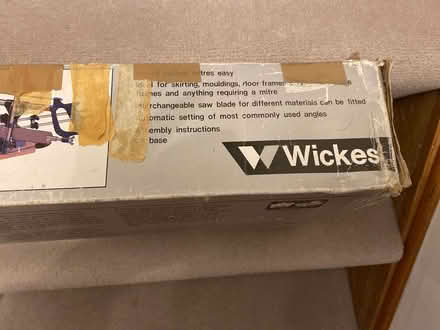 mitres easy
for skirting, mouldings, floor frames
frames and anything requiring a mitre
interchangeable saw blade for different materials can be fitted
automatic setting of most commonly used angles
assembly instructions
base
Wickes